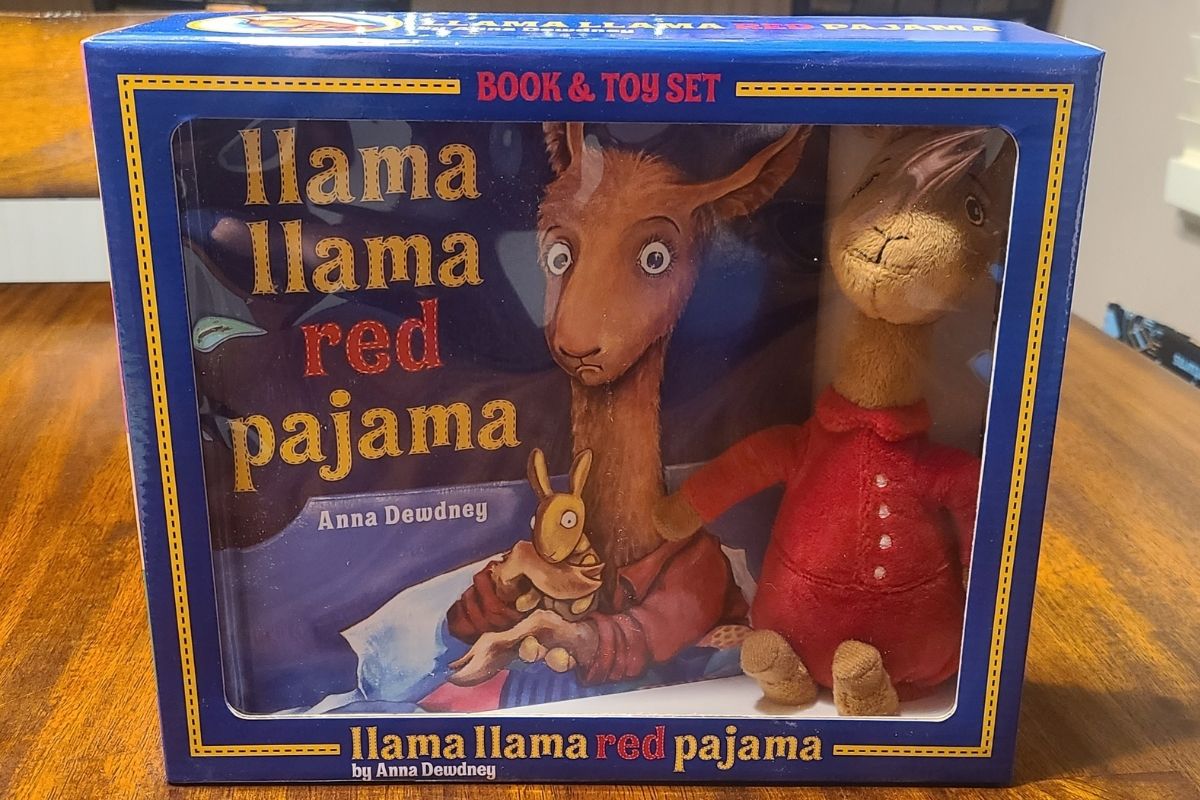 LLAMA LLAMA RED PAJAMA
by Anna Dewdney
BOOK & TOY SET
llama
llama
red
pajama
Anna Dewdney
llama llama red pajama
by Anna Dewdney